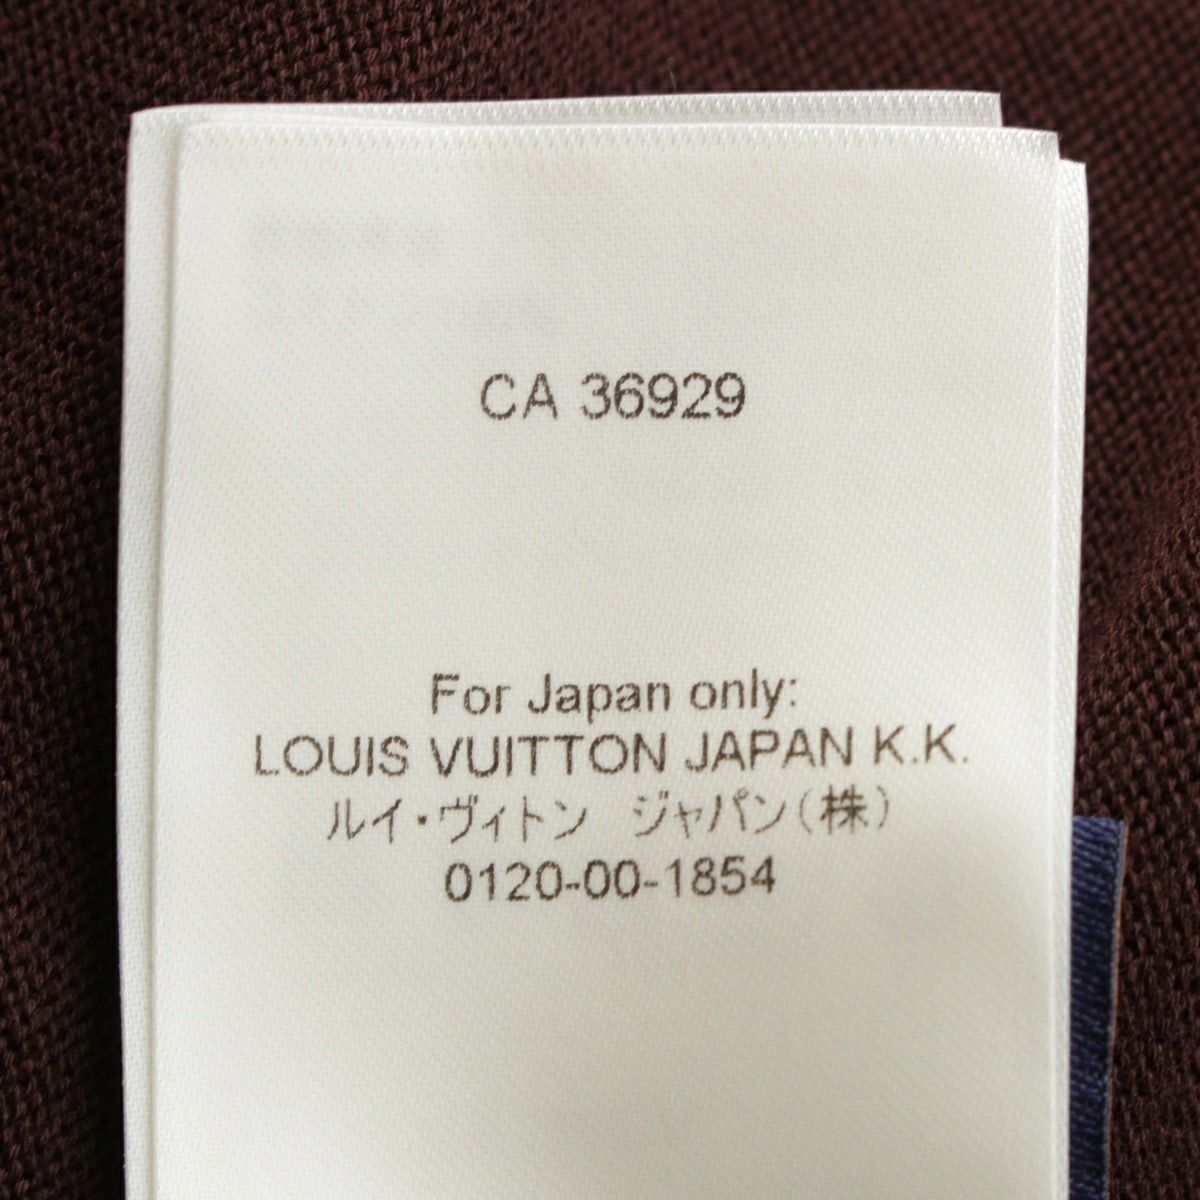 CA 36929
For Japan only:
LOUIS VUITTON JAPAN K.K.
ルイ・ヴィトン　ジャパン(株)
0120-00-1854